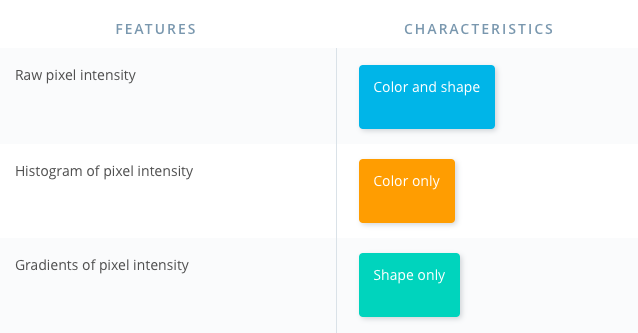 FEATURES
CHARACTERISTICS
Raw pixel intensity
Color and shape
Histogram of pixel intensity
Color only
Gradients of pixel intensity
Shape only